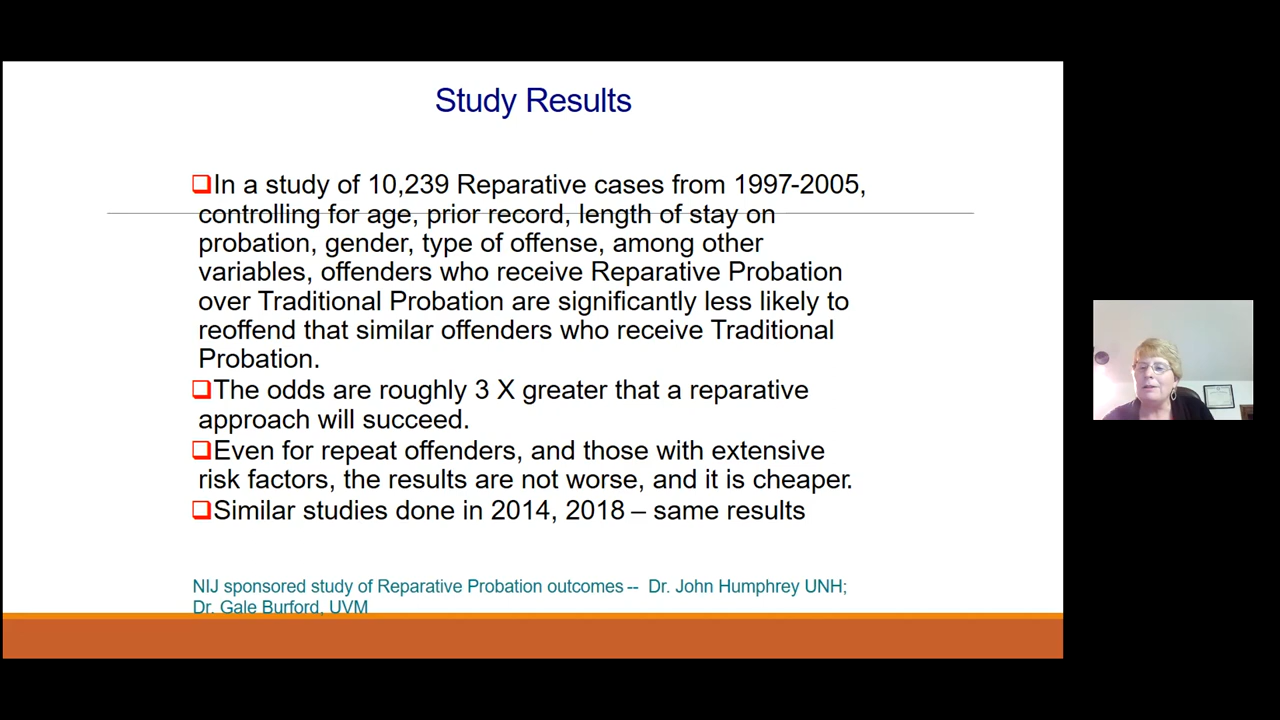 Study Results
In a study of 10,239 Reparative cases from 1997-2005,
controlling for age, prior record, length of stay on
probation, gender, type of offense, among other
variables, offenders who receive Reparative Probation
over Traditional Probation are significantly less likely to
reoffend that similar offenders who receive Traditional
Probation.
The odds are roughly 3 X greater that a reparative
approach will succeed.
Even for repeat offenders, and those with extensive
risk factors, the results are not worse, and it is cheaper.
Similar studies done in 2014, 2018 – same results
NIJ sponsored study of Reparative Probation outcomes -- Dr. John Humphrey UNH;
Dr. Gale Burford, UVM